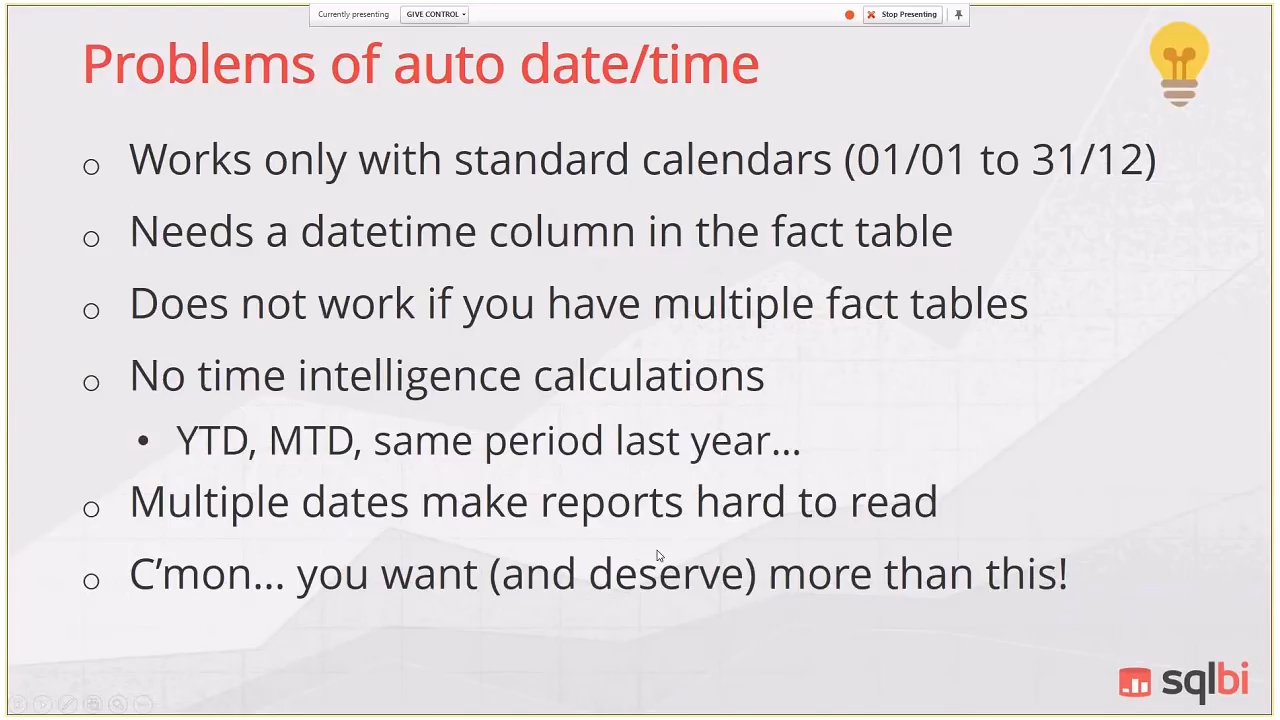 Currently presenting GIVE CONTROL Stop Presenting
Problems of auto date/time
Works only with standard calendars (01/01 to 31/12)
Needs a datetime column in the fact table
Does not work if you have multiple fact tables
No time intelligence calculations
YTD, MTD, same period last year...
Multiple dates make reports hard to read
C’mon... you want (and deserve) more than this!
sqlbi